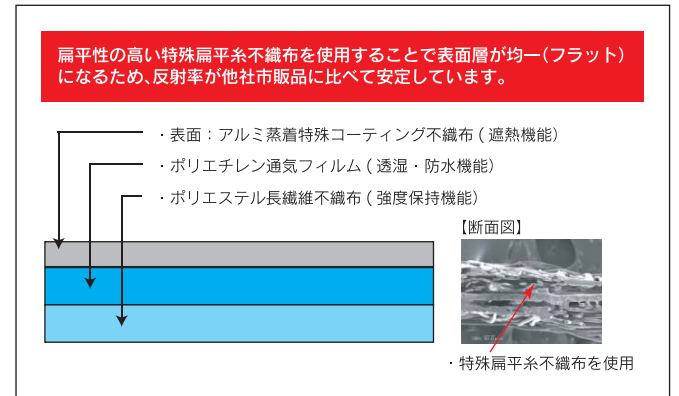 扁平性の高い特殊扁平糸不織布を使用することで表面層が均一（フラット）
になるため、反射率が他社市販品に比べて安定しています。
・表面：アルミ蒸着特殊コーティング不織布 ( 遮熱機能）
・ポリエチレン通気フィルム ( 透湿・防水機能）
・ポリエステル長繊維不織布 ( 強度保持機能）
【断面図】
・特殊扁平糸不織布を使用